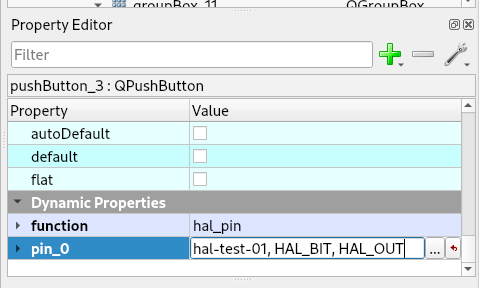 groupBox_11 QGroupBox
Property Editor
Filter
pushButton_3 : QPushButton
Property Value
autoDefault
default
flat
Dynamic Properties
function hal_pin
pin_0 hal-test-01, HAL_BIT, HAL_OUT ...